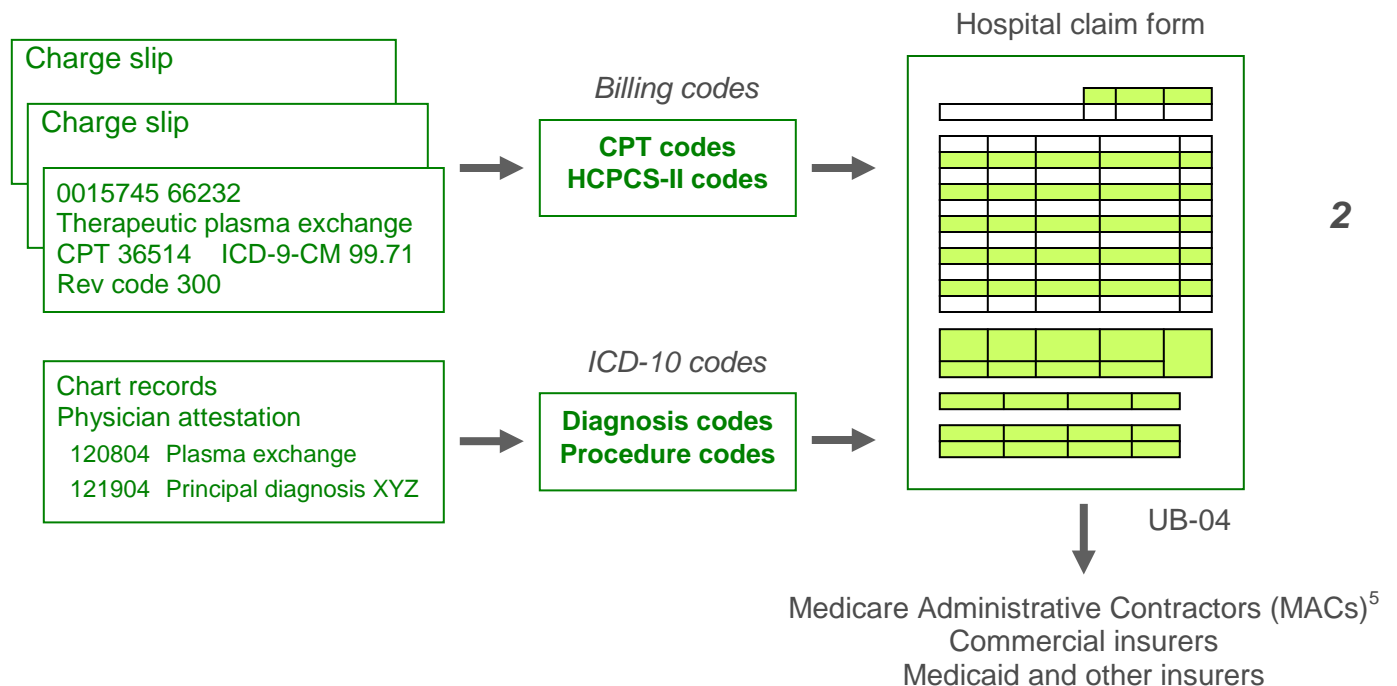 Hospital claim form
Charge slip
Charge slip
0015745 66232
Therapeutic plasma exchange
CPT 36514 ICD-9-CM 99.71
Rev code 300
Billing codes
CPT codes
HCPCS-II codes
2
Chart records
Physician attestation
120804 Plasma exchange
121904 Principal diagnosis XYZ
ICD-10 codes
Diagnosis codes
Procedure codes
UB-04
Medicare Administrative Contractors (MACs)5
Commercial insurers
Medicaid and other insurers